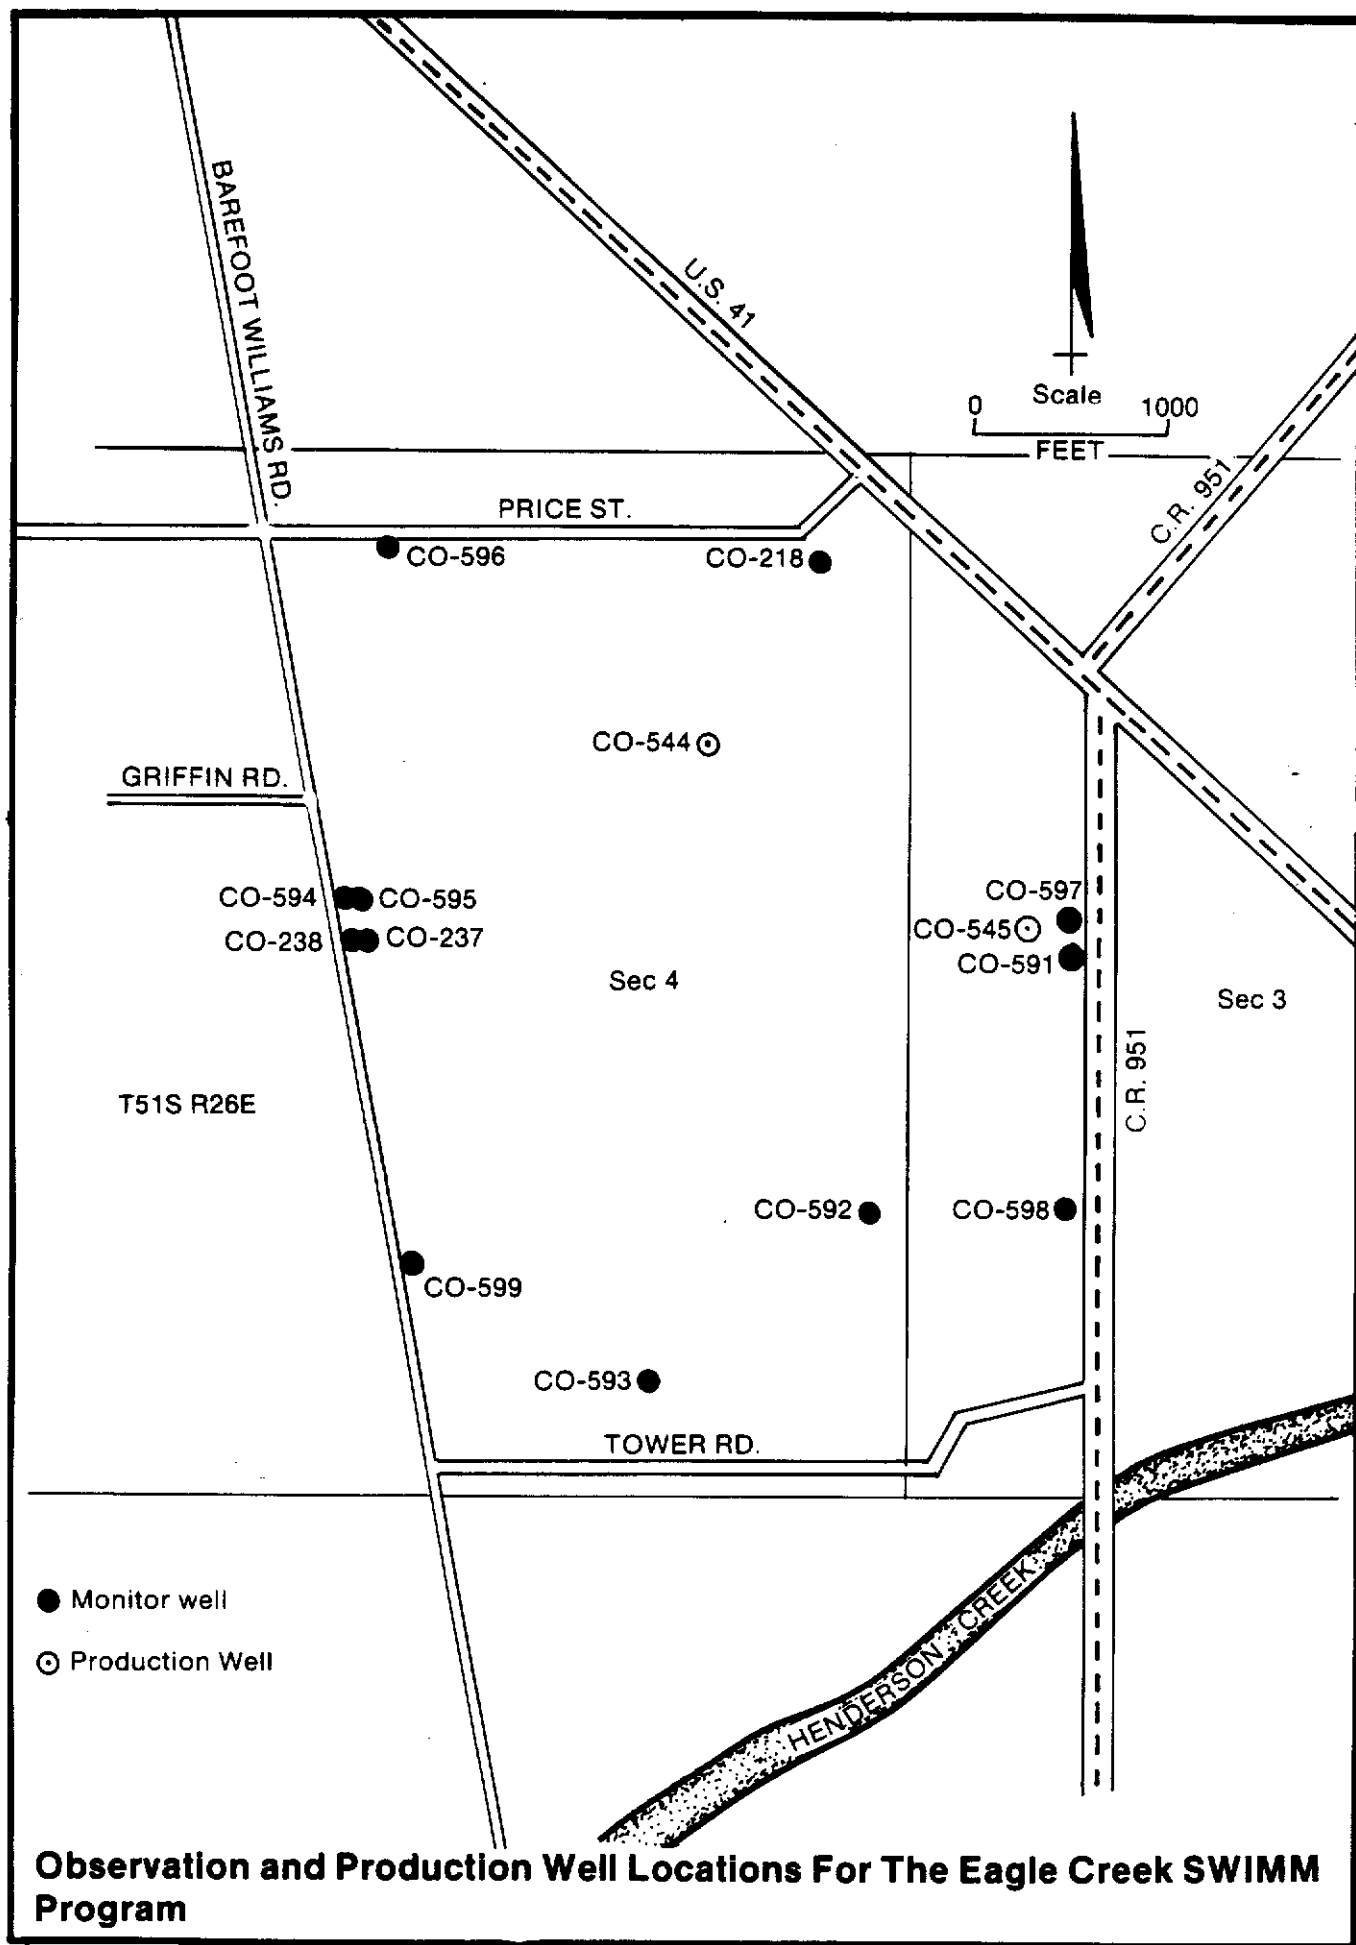 BAREFOOT WILLIAMS RD.
U.S. 41
Scale
0 1000
FEET
C.R. 951
PRICE ST.
CO-596
CO-218
CO-544
GRIFFIN RD.
CO-594
CO-595
CO-238
CO-237
CO-597
CO-545
CO-591
Sec 4
Sec 3
C.R. 951
T51S R26E
CO-592
CO-598
CO-599
CO-593
TOWER RD.
HENDERSON CREEK
Monitor well
Production Well
Observation and Production Well Locations For The Eagle Creek SWIMM
Program